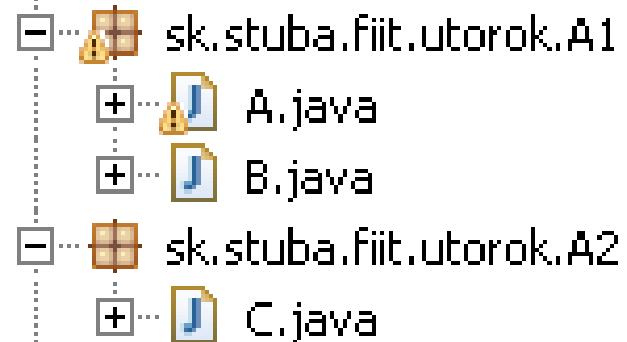 sk.stuba.fiit.utorok.A1
A.java
B.java
sk.stuba.fiit.utorok.A2
C.java